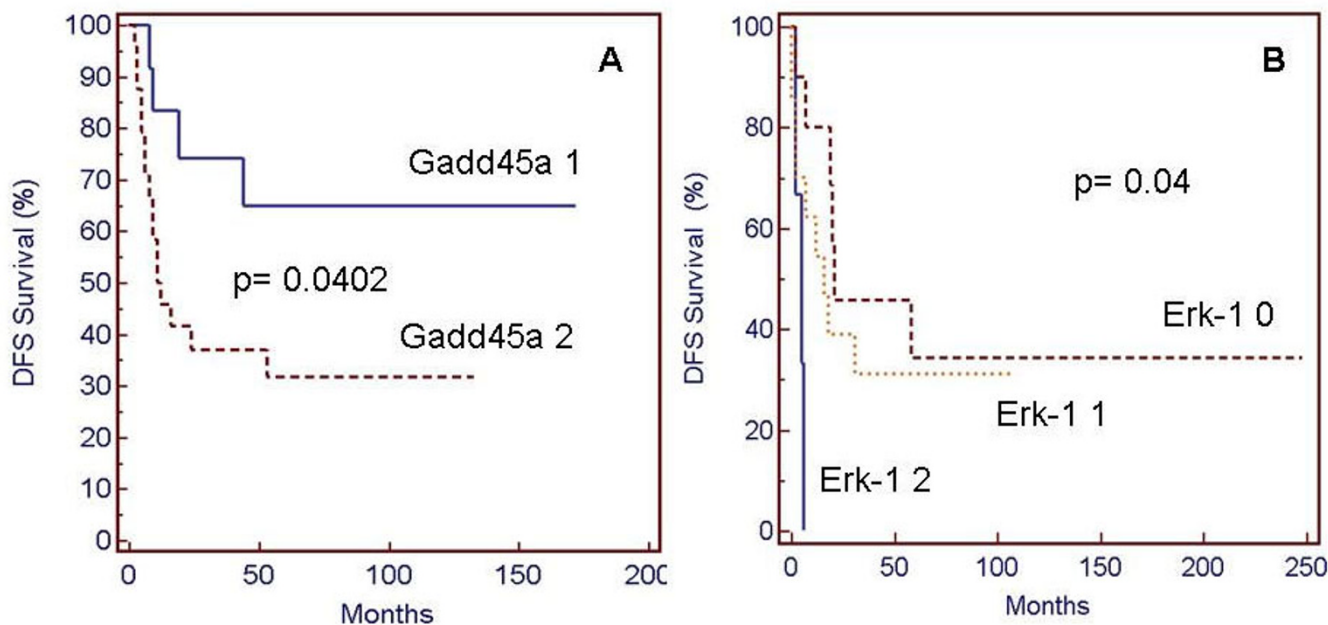 A
100
90
80
70
60
50
40
30
20
10
0
DFS Survival (%)
Gadd45a 1
p= 0.0402
Gadd45a 2
0 50 100 150 200
Months
B
100
80
60
40
20
0
DFS Survival (%)
p= 0.04
Erk-1 0
Erk-1 1
Erk-1 2
0 50 100 150 200 250
Months